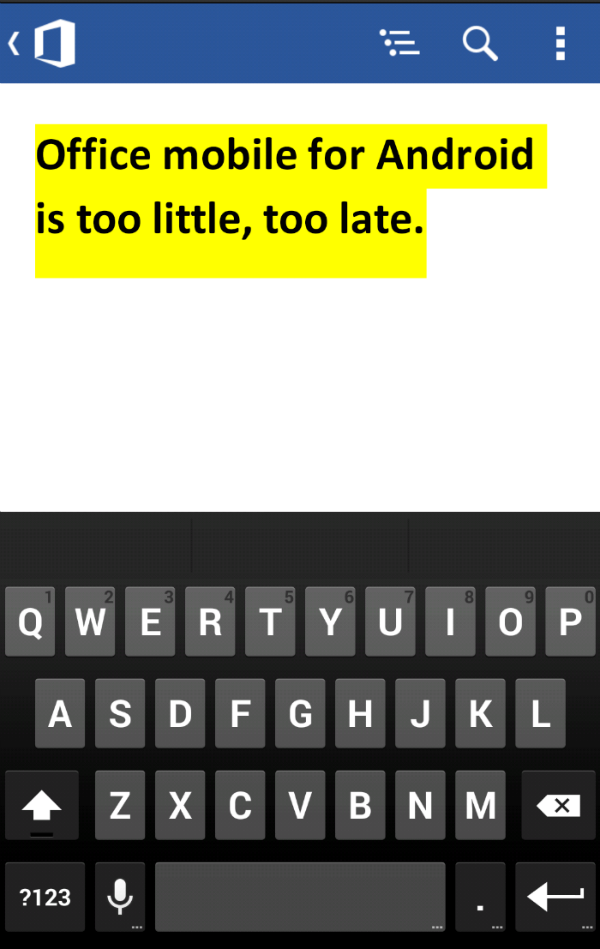 Office mobile for Android
is too little, too late.
1 2 3 4 5 6 7 8 9 0
Q W E R T Y U I O P
A S D F G H J K L
Z X C V B N M
?123 .